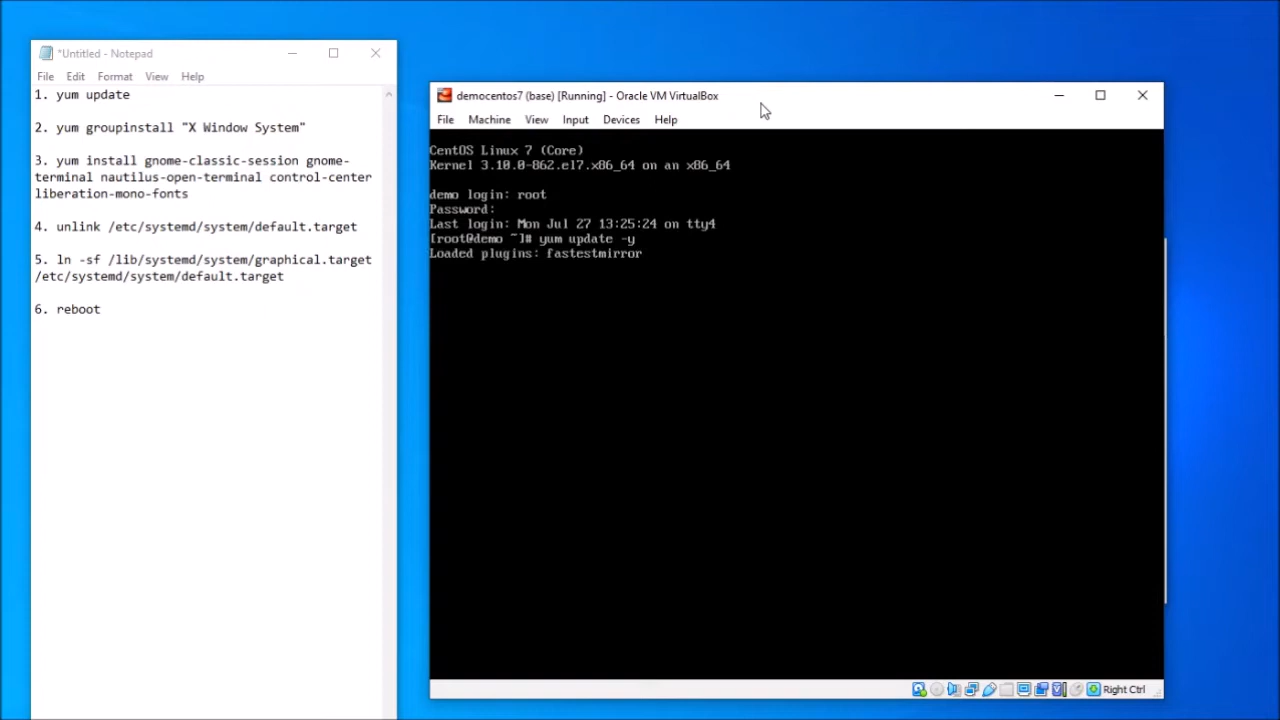 *Untitled - Notepad
File Edit Format View Help
1. yum update
2. yum groupinstall "X Window System"
3. yum install gnome-classic-session gnome-
terminal nautilus-open-terminal control-center
liberation-mono-fonts
4. unlink /etc/systemd/system/default.target
5. ln -sf /lib/systemd/system/graphical.target
/etc/systemd/system/default.target
6. reboot
democentos7 (base) [Running] - Oracle VM VirtualBox
File Machine View Input Devices Help
CentOS Linux 7 (Core)
Kernel 3.10.0-862.el7.x86_64 on an x86_64
demo login: root
Password:
Last login: Mon Jul 27 13:25:24 on tty4
[root@demo ~]# yum update -y
Loaded plugins: fastestmirror
Right Ctrl